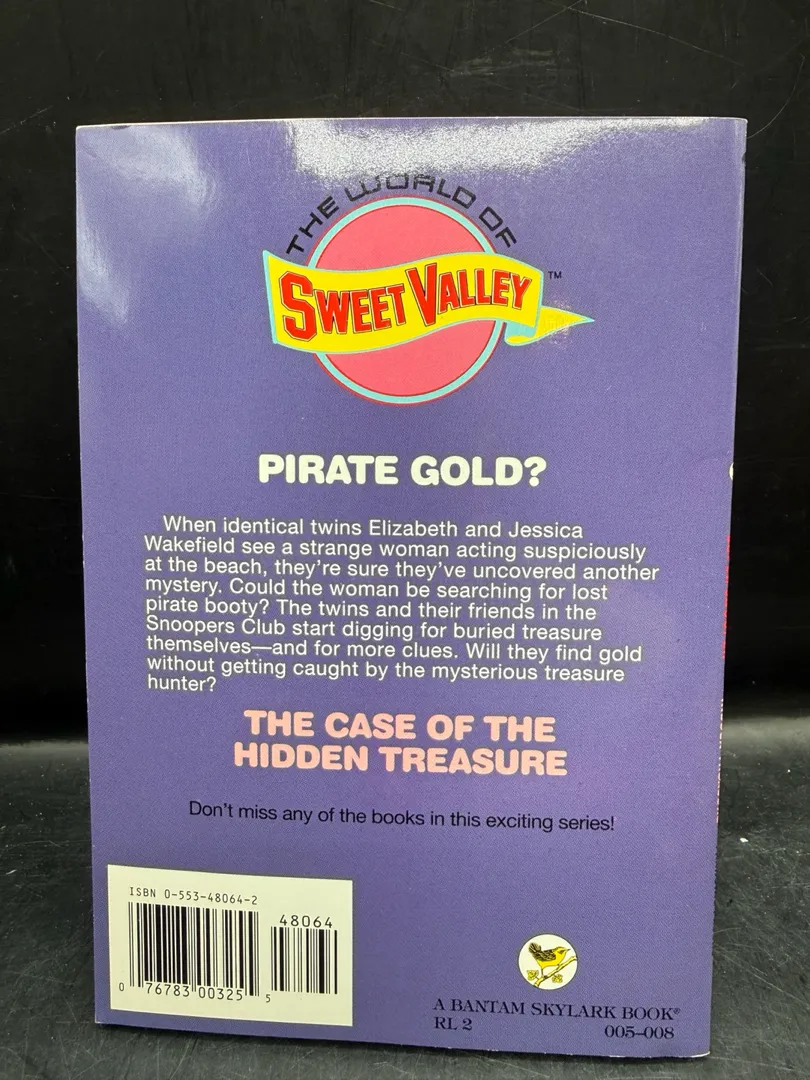 THE WORLD OF
SWEET VALLEY™
PIRATE GOLD?
When identical twins Elizabeth and Jessica
Wakefield see a strange woman acting suspiciously
at the beach, they're sure they've uncovered another
mystery. Could the woman be searching for lost
pirate booty? The twins and their friends in the
Snoopers Club start digging for buried treasure
themselves—and for more clues. Will they find gold
without getting caught by the mysterious treasure
hunter?
THE CASE OF THE
HIDDEN TREASURE
Don't miss any of the books in this exciting series!
ISBN 0-553-48064-2
48064
0 76783 00325 5
A BANTAM SKYLARK BOOK®
RL 2 005–008